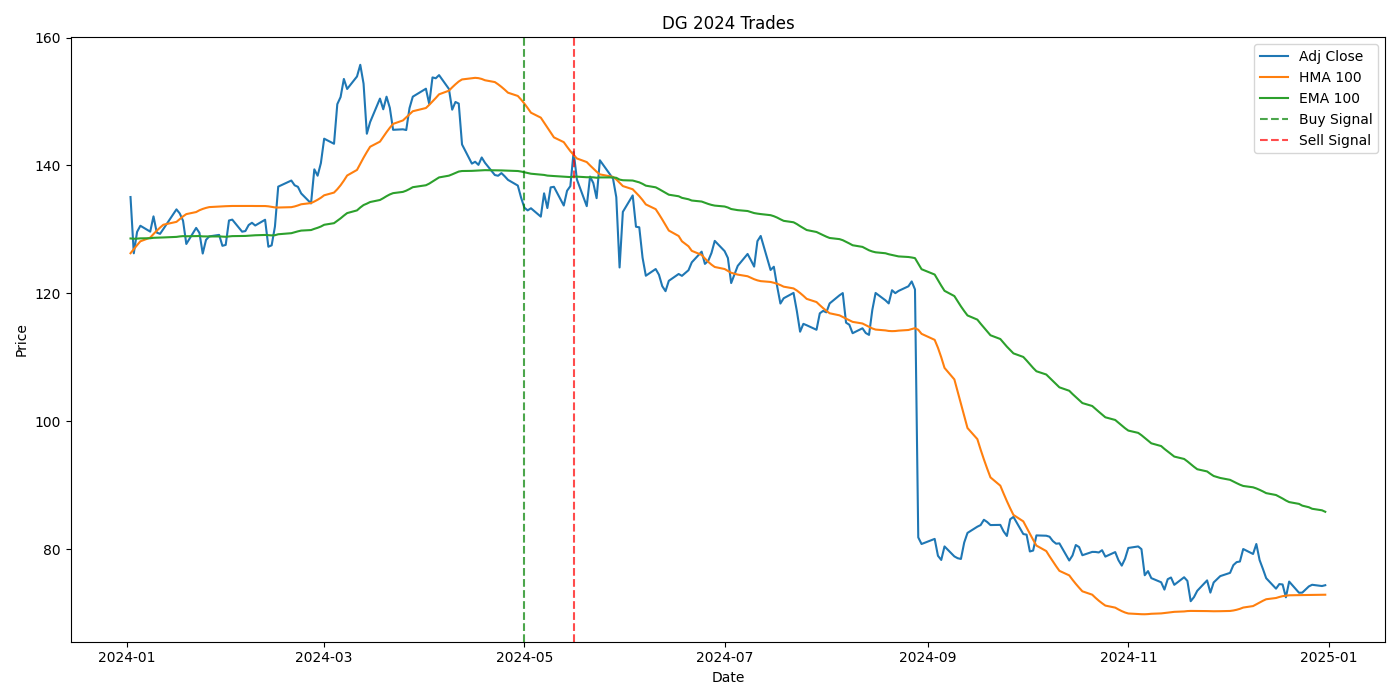 DG 2024 Trades
160
140
120
100
80
Price
2024-01
2024-03
2024-05
2024-07
2024-09
2024-11
2025-01
Date
Adj Close
HMA 100
EMA 100
Buy Signal
Sell Signal